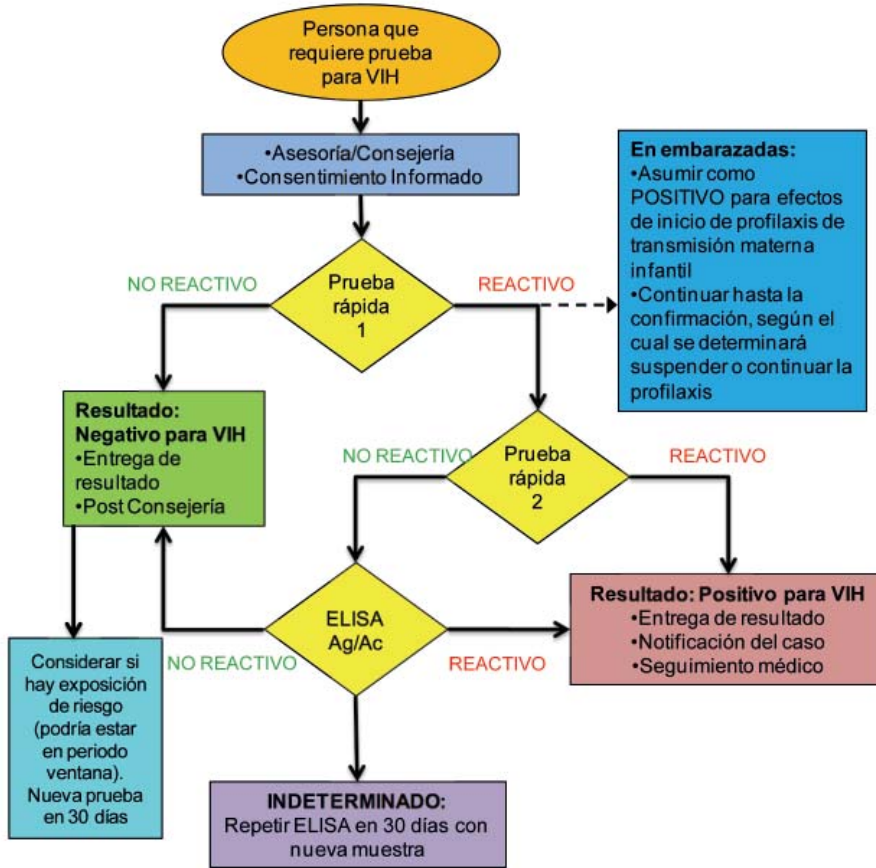 Persona que
requiere prueba
para VIH
•Asesoría/Consejería
•Consentimiento Informado
En embarazadas:
•Asumir como
POSITIVO para efectos
de inicio de profilaxis de
transmisión materna
infantil
•Continuar hasta la
confirmación, según el
cual se determinará
suspender o continuar la
profilaxis
NO REACTIVO
Prueba
rápida
1
REACTIVO
Resultado:
Negativo para VIH
•Entrega de
resultado
•Post Consejería
NO REACTIVO
Prueba
rápida
2
REACTIVO
Resultado: Positivo para VIH
•Entrega de resultado
•Notificación del caso
•Seguimiento médico
NO REACTIVO
ELISA
Ag/Ac
REACTIVO
Considerar si
hay exposición
de riesgo
(podría estar
en periodo
ventana).
Nueva prueba
en 30 días
INDETERMINADO:
Repetir ELISA en 30 días con
nueva muestra